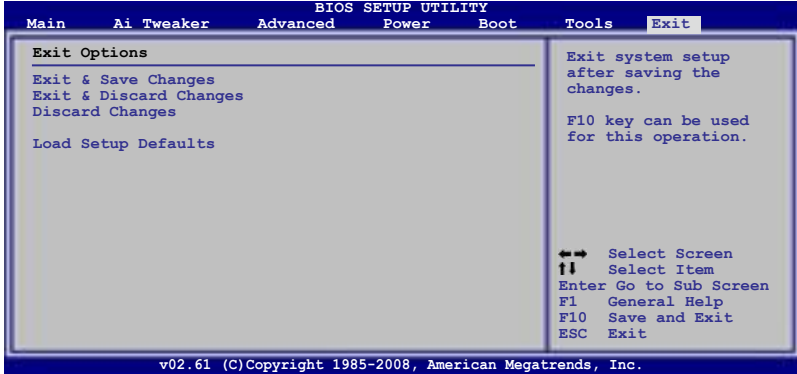 BIOS SETUP UTILITY
Main Ai Tweaker Advanced Power Boot Tools Exit
Exit Options
Exit & Save Changes
Exit & Discard Changes
Discard Changes
Load Setup Defaults
Exit system setup
after saving the
changes.
F10 key can be used
for this operation.
←→ Select Screen
↑↓ Select Item
Enter Go to Sub Screen
F1 General Help
F10 Save and Exit
ESC Exit
v02.61 (C)Copyright 1985-2008, American Megatrends, Inc.